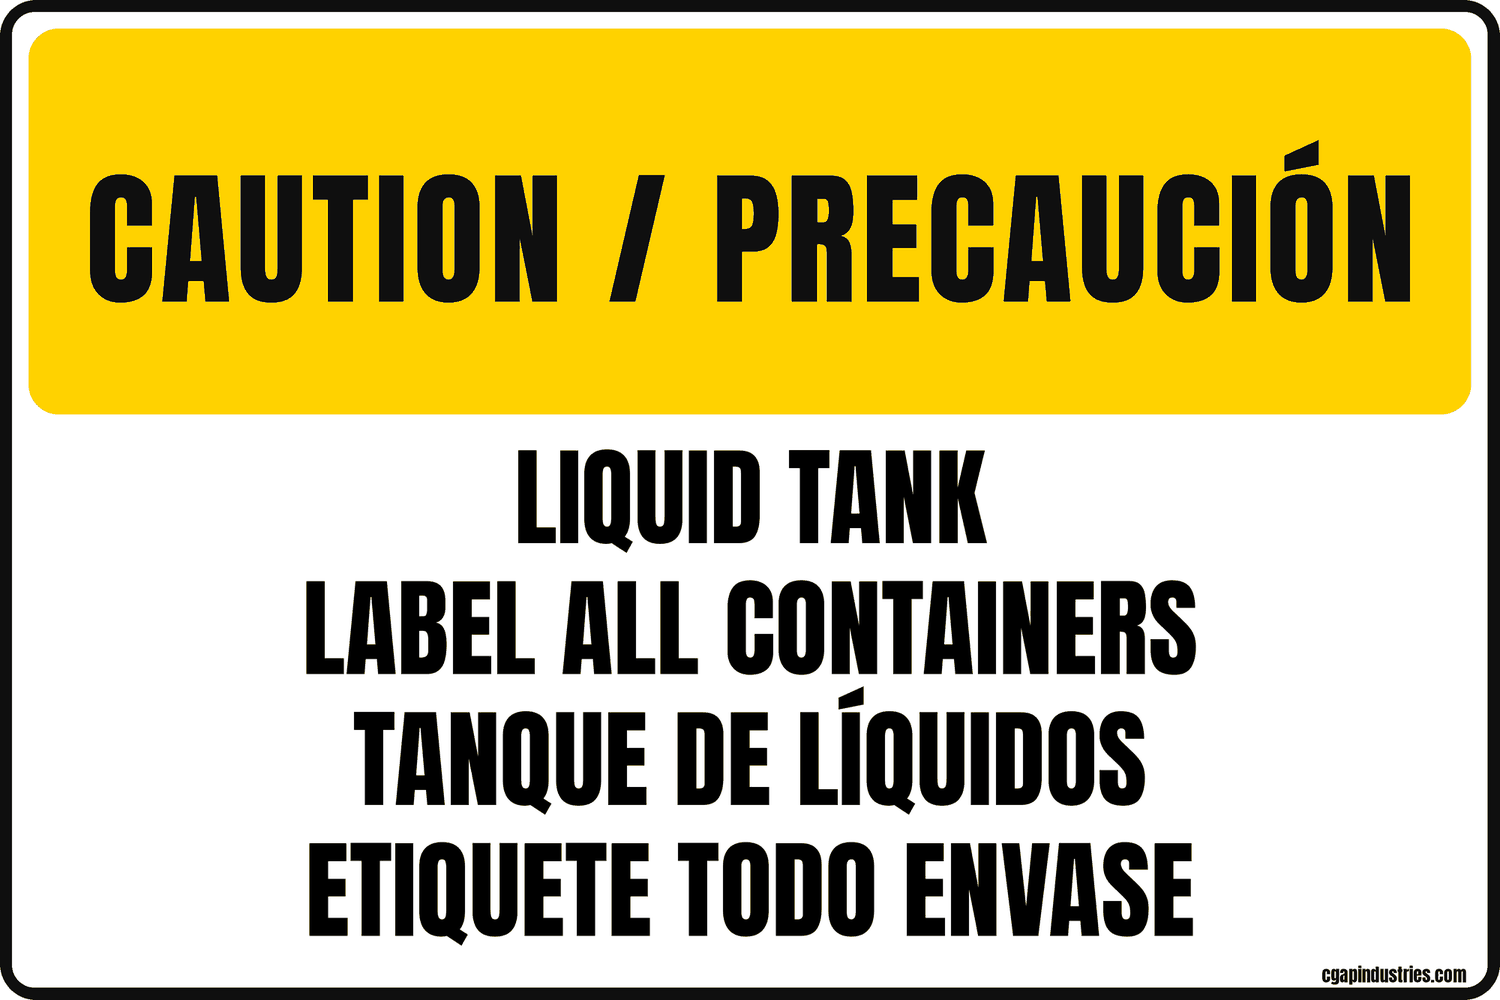 CAUTION / PRECAUCIÓN
LIQUID TANK
LABEL ALL CONTAINERS
TANQUE DE LÍQUIDOS
ETIQUETE TODO ENVASE
cgapindustries.com